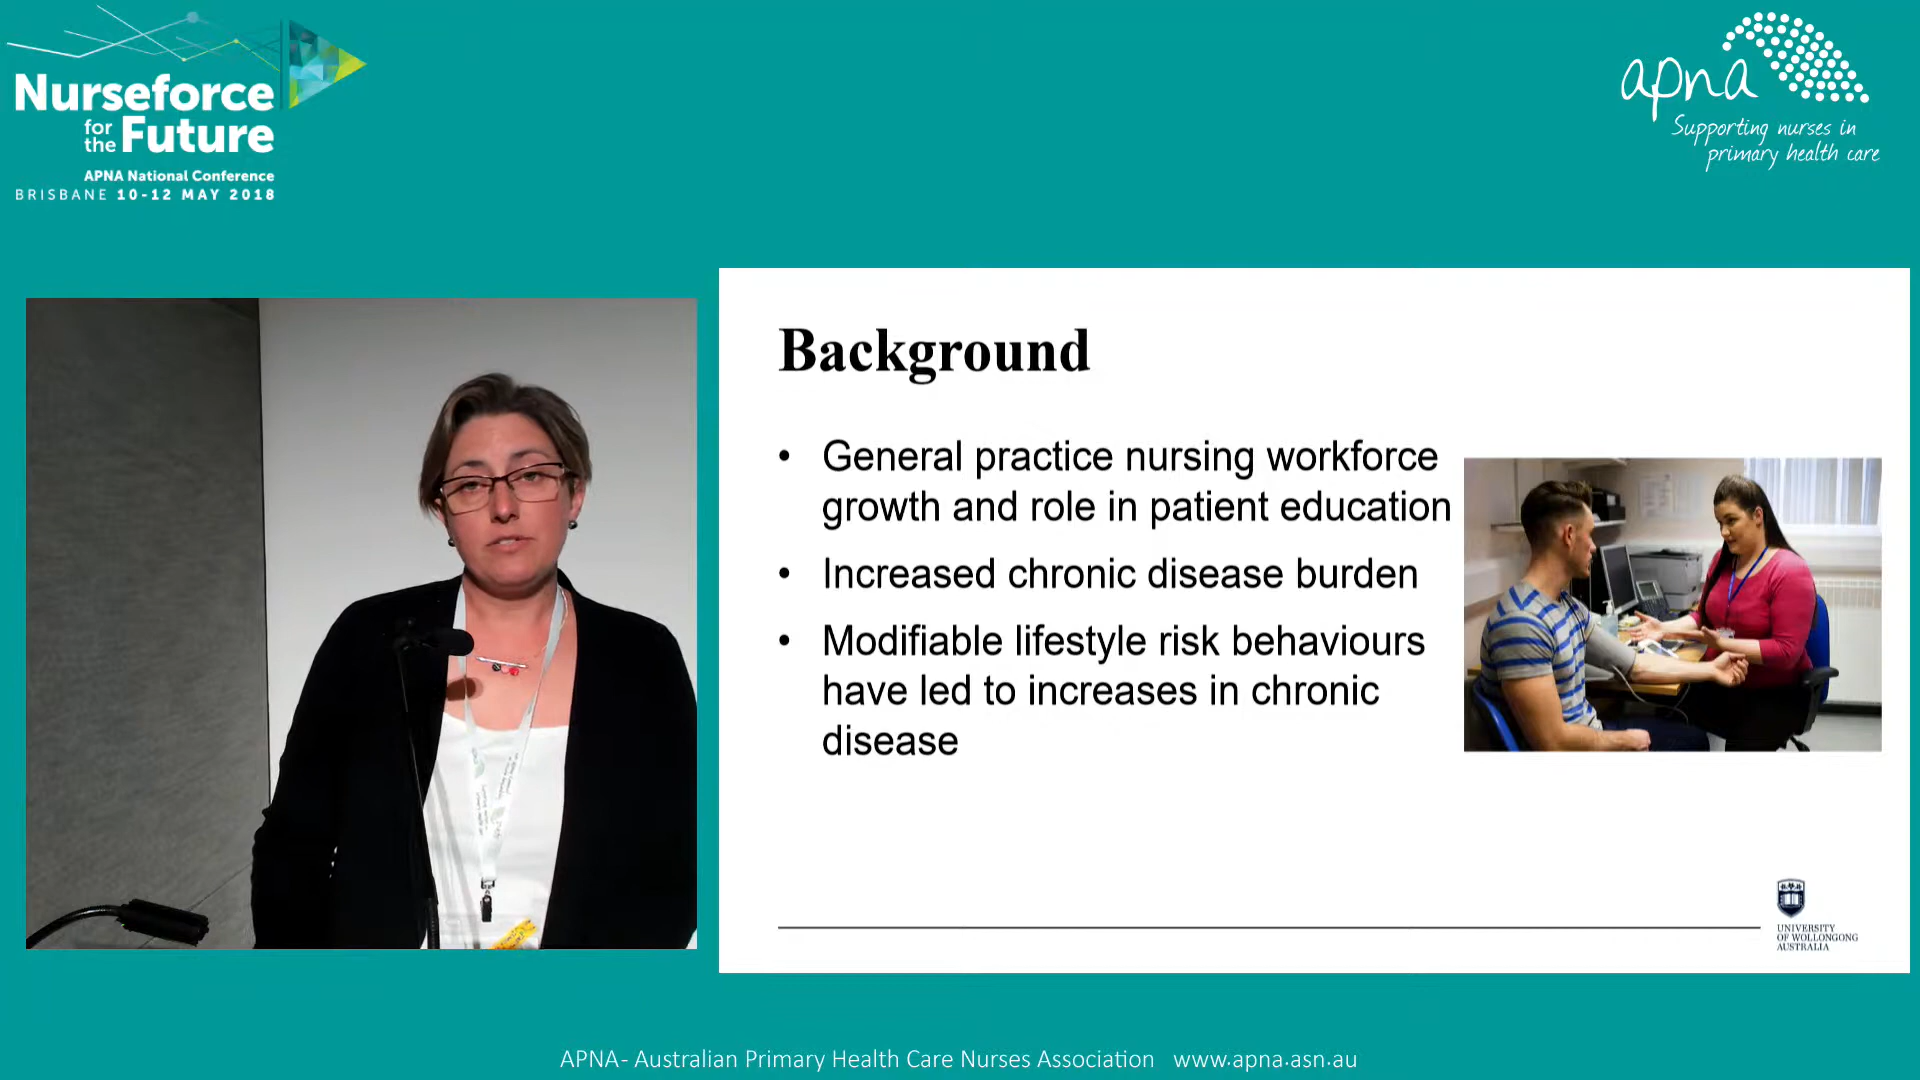 Nurseforce
for the Future
APNA National Conference
BRISBANE 10-12 MAY 2018
apna
Supporting nurses in
primary health care
Background
• General practice nursing workforce
growth and role in patient education
• Increased chronic disease burden
• Modifiable lifestyle risk behaviours
have led to increases in chronic
disease
UNIVERSITY
OF WOLLONGONG
AUSTRALIA
APNA- Australian Primary Health Care Nurses Association www.apna.asn.au